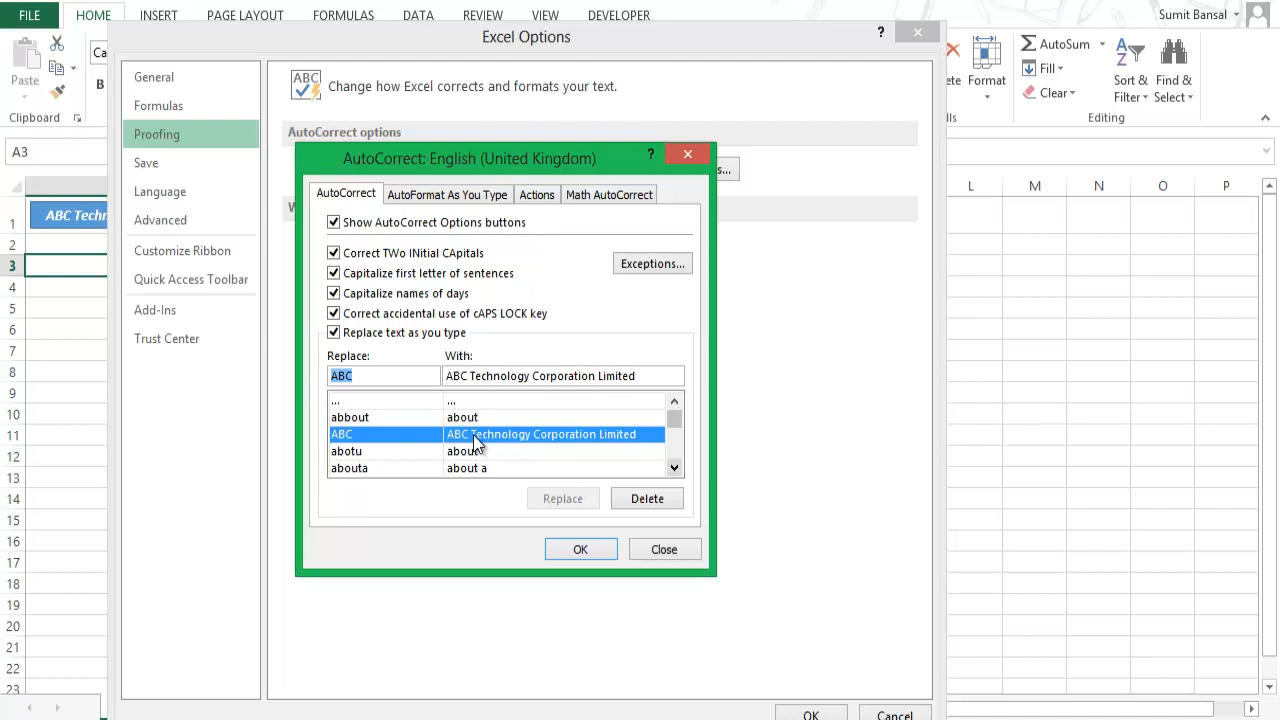 FILE HOME INSERT PAGE LAYOUT FORMULAS DATA REVIEW VIEW DEVELOPER Sumit Bansal
Excel Options ?
Paste
Ca
B
Clipboard
Format
AutoSum
Fill
Clear
Sort &
Filter
Find &
Select
Editing
A3
General
Formulas
Proofing
Save
Language
Advanced
Customize Ribbon
Quick Access Toolbar
Add-Ins
Trust Center
ABC
Change how Excel corrects and formats your text.
AutoCorrect options
AutoCorrect: English (United Kingdom) ?
AutoCorrect AutoFormat As You Type Actions Math AutoCorrect
Show AutoCorrect Options buttons
Correct TWo INitial CApitals
Exceptions...
Capitalize first letter of sentences
Capitalize names of days
Correct accidental use of cAPS LOCK key
Replace text as you type
Replace: With:
ABC ABC Technology Corporation Limited
... ...
abbout about
ABC ABC Technology Corporation Limited
abotu about
abouta about a
Replace Delete
OK Close
OK Cancel
L M N O P
1 ABC Techn
2
3
4
5
6
7
8
9
10
11
12
13
14
15
16
17
18
19
20
21
22
23